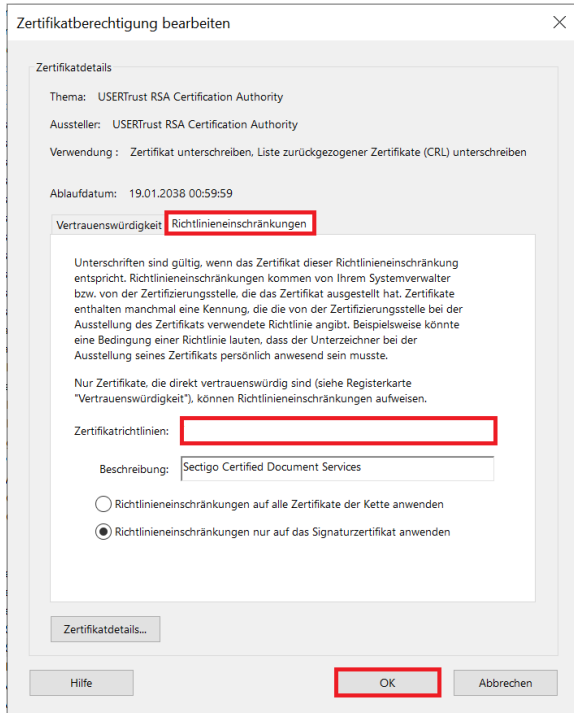 Zertifikatberechtigung bearbeiten
Zertifikatdetails
Thema: USERTrust RSA Certification Authority
Aussteller: USERTrust RSA Certification Authority
Verwendung : Zertifikat unterschreiben, Liste zurückgezogener Zertifikate (CRL) unterschreiben
Ablaufdatum: 19.01.2038 00:59:59
Vertrauenswürdigkeit Richtlinieneinschränkungen
Unterschriften sind gültig, wenn das Zertifikat dieser Richtlinieneinschränkung
entspricht. Richtlinieneinschränkungen kommen von Ihrem Systemverwalter
bzw. von der Zertifizierungsstelle, die das Zertifikat ausgestellt hat. Zertifikate
enthalten manchmal eine Kennung, die die von der Zertifizierungsstelle bei der
Ausstellung des Zertifikats verwendete Richtlinie angibt. Beispielsweise könnte
eine Bedingung einer Richtlinie lauten, dass der Unterzeichner bei der
Ausstellung seines Zertifikats persönlich anwesend sein musste.
Nur Zertifikate, die direkt vertrauenswürdig sind (siehe Registerkarte
"Vertrauenswürdigkeit"), können Richtlinieneinschränkungen aufweisen.
Zertifikatrichtlinien:
Beschreibung: Sectigo Certified Document Services
Richtlinieneinschränkungen auf alle Zertifikate der Kette anwenden
Richtlinieneinschränkungen nur auf das Signaturzertifikat anwenden
Zertifikatdetails...
Hilfe OK Abbrechen